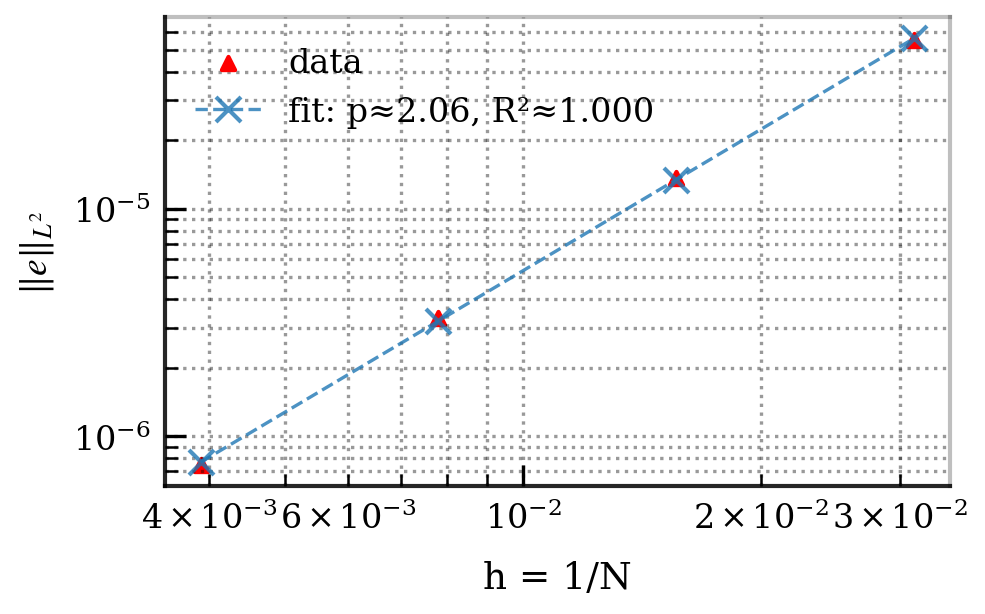 data
fit: p≈2.06, R²≈1.000
||e||_{L²}
10⁻⁵
10⁻⁶
4×10⁻³ 6×10⁻³ 10⁻² 2×10⁻² 3×10⁻²
h = 1/N